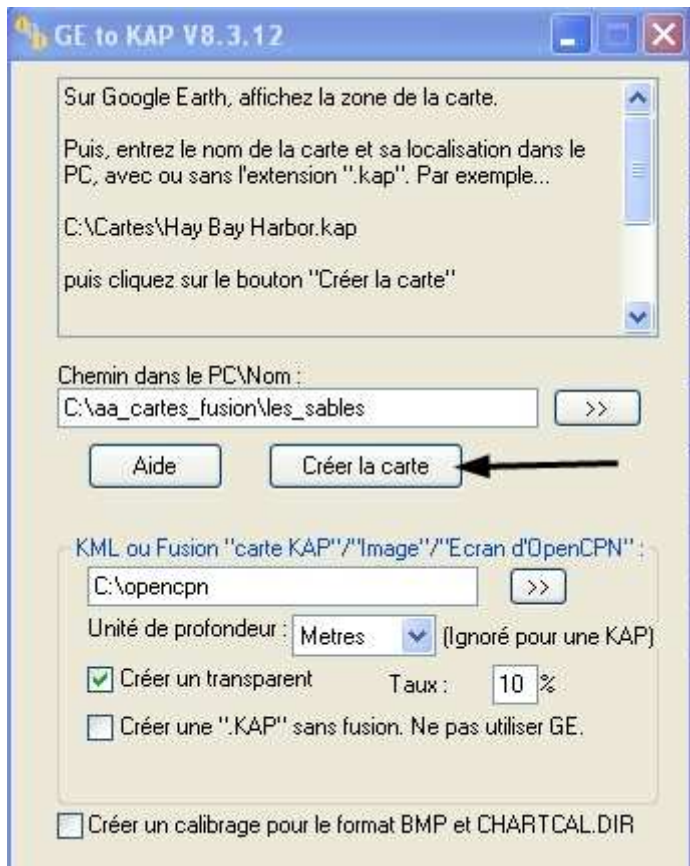 GE to KAP V8.3.12
Sur Google Earth, affichez la zone de la carte.
Puis, entrez le nom de la carte et sa localisation dans le
PC, avec ou sans l'extension ".kap". Par exemple...
C:\Cartes\Hay Bay Harbor.kap
puis cliquez sur le bouton "Créer la carte"
Chemin dans le PC\Nom :
C:\aa_cartes_fusion\les_sables
>>
Aide
Créer la carte
KML ou Fusion "carte KAP"/"Image"/"Ecran d'OpenCPN" :
C:\opencpn
>>
Unité de profondeur : Metres (Ignoré pour une KAP)
Créer un transparent Taux : 10 %
Créer une ".KAP" sans fusion. Ne pas utiliser GE.
Créer un calibrage pour le format BMP et CHARTCAL.DIR